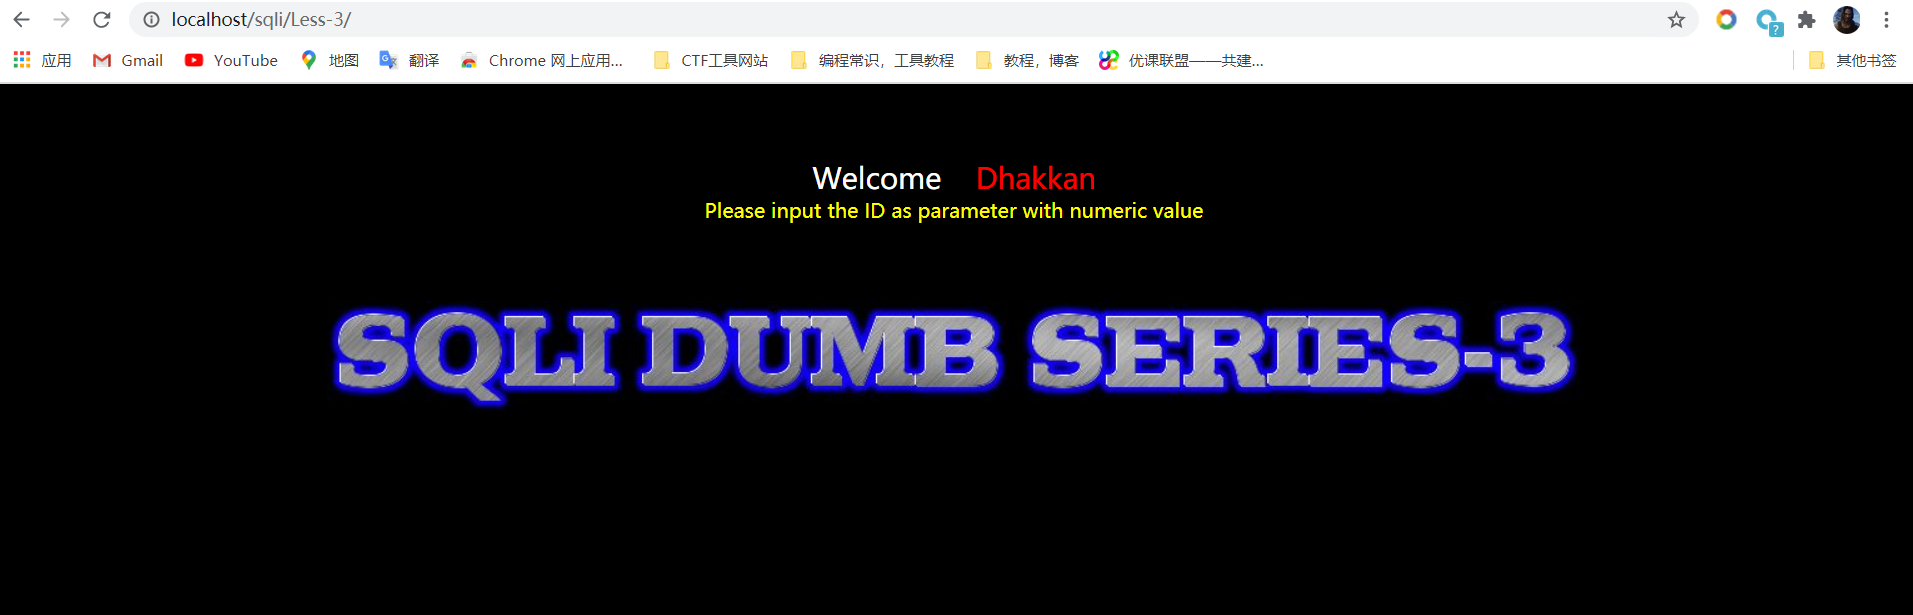 localhost/sqli/Less-3/
应用 Gmail YouTube 地图 翻译 Chrome 网上应用... CTF工具网站 编程常识，工具教程 教程，博客 优课联盟——共建... 其他书签
Welcome Dhakkan
Please input the ID as parameter with numeric value
SQLI DUMB SERIES-3